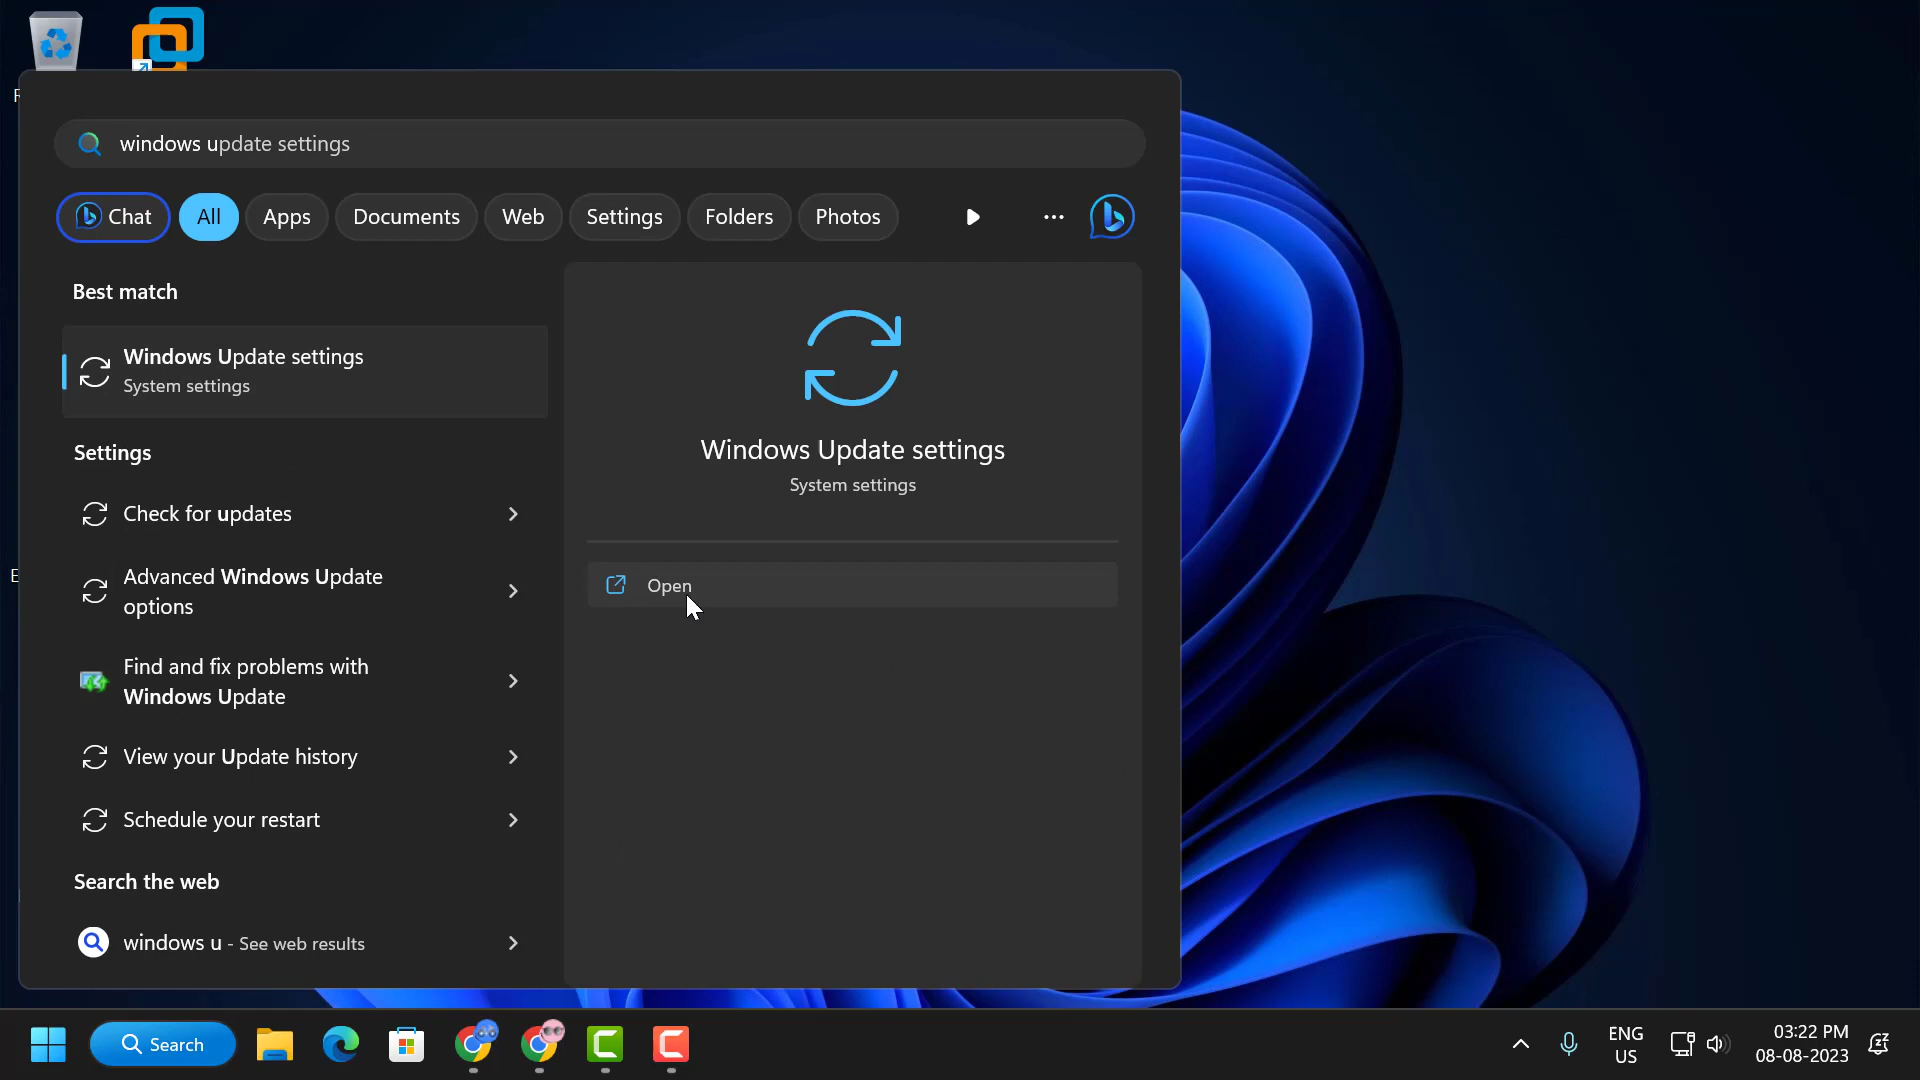 windows update settings
Chat
All
Apps
Documents
Web
Settings
Folders
Photos
Best match
Windows Update settings
System settings
Settings
Check for updates
Advanced Windows Update
options
Find and fix problems with
Windows Update
View your Update history
Schedule your restart
Search the web
windows u - See web results
Windows Update settings
System settings
Open
Search
ENG
US
03:22 PM
08-08-2023